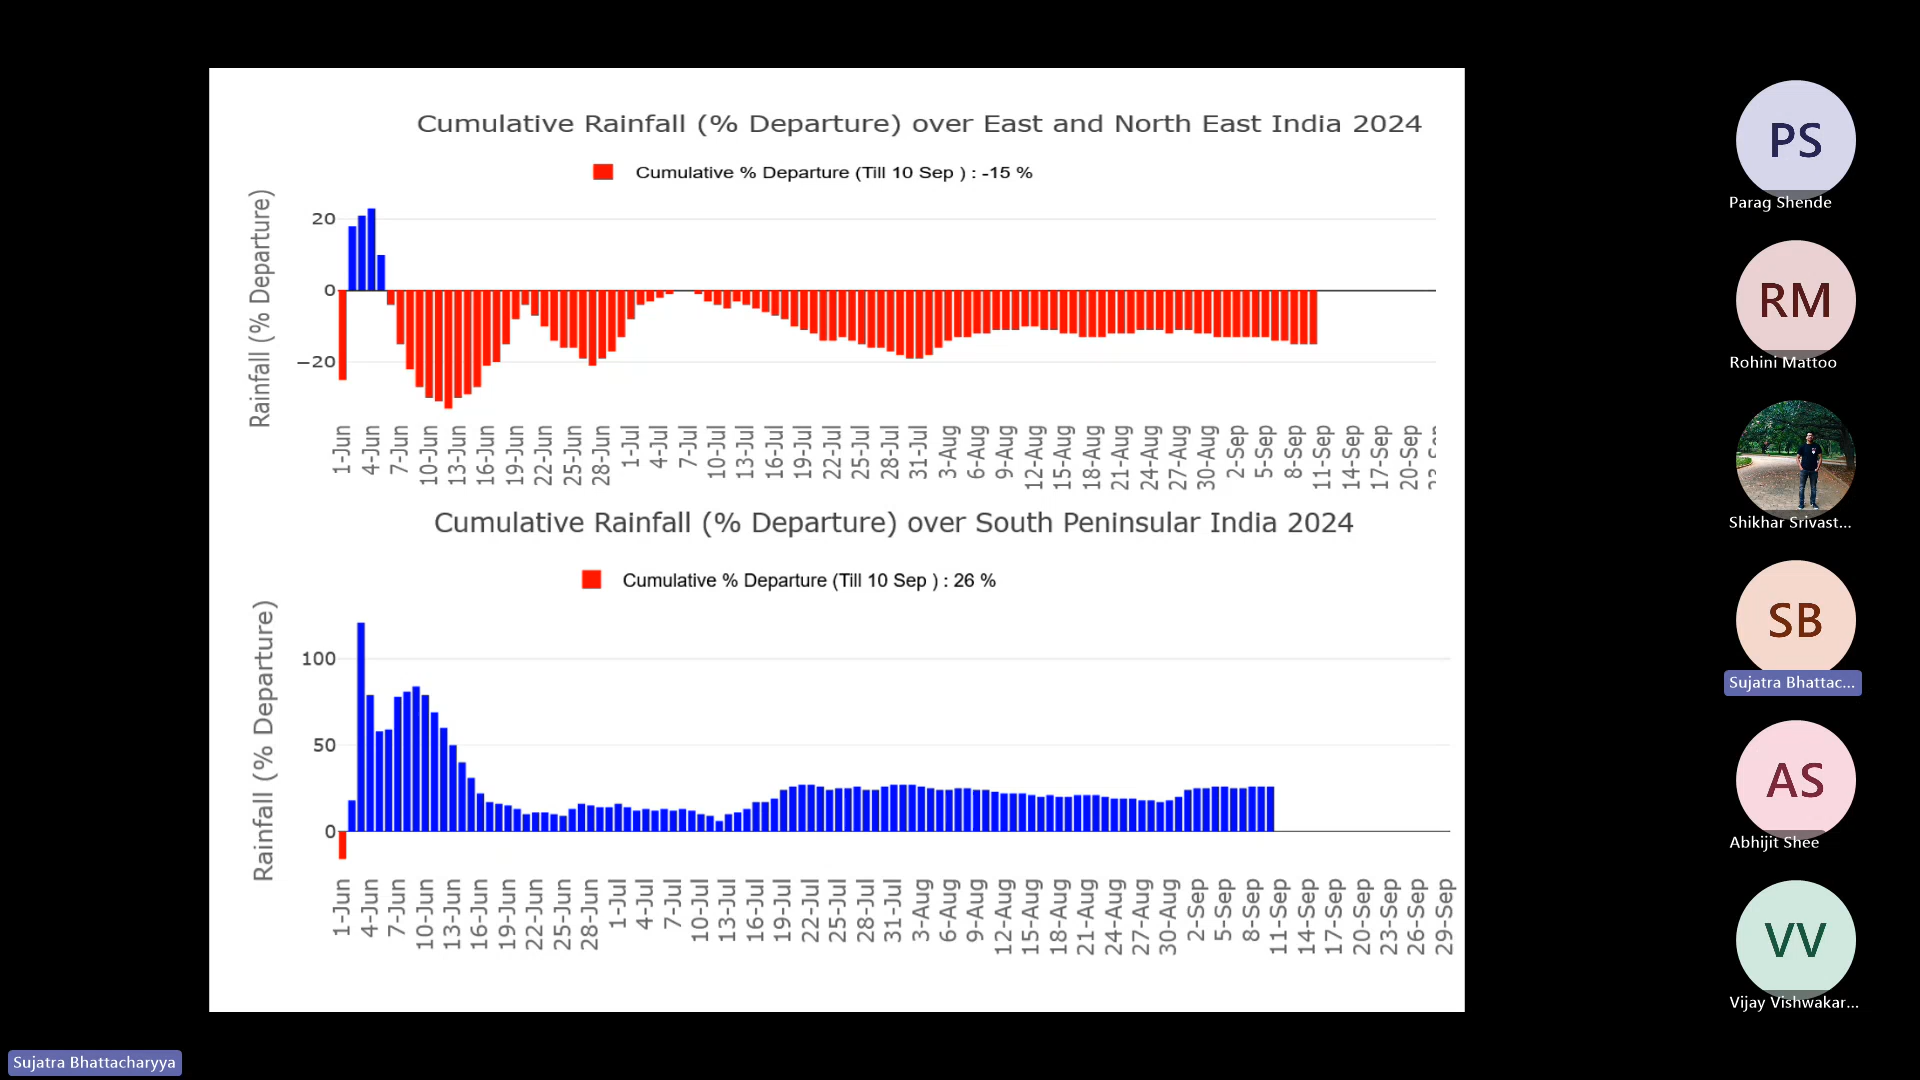 Cumulative Rainfall (% Departure) over East and North East India 2024
Cumulative % Departure (Till 10 Sep ) : -15 %
Rainfall (% Departure)
20
0
−20
1-Jun 4-Jun 7-Jun 10-Jun 13-Jun 16-Jun 19-Jun 22-Jun 25-Jun 28-Jun 1-Jul 4-Jul 7-Jul 10-Jul 13-Jul 16-Jul 19-Jul 22-Jul 25-Jul 28-Jul 31-Jul 3-Aug 6-Aug 9-Aug 12-Aug 15-Aug 18-Aug 21-Aug 24-Aug 27-Aug 30-Aug 2-Sep 5-Sep 8-Sep 11-Sep 14-Sep 17-Sep 20-Sep
Cumulative Rainfall (% Departure) over South Peninsular India 2024
Cumulative % Departure (Till 10 Sep ) : 26 %
Rainfall (% Departure)
100
50
0
1-Jun 4-Jun 7-Jun 10-Jun 13-Jun 16-Jun 19-Jun 22-Jun 25-Jun 28-Jun 1-Jul 4-Jul 7-Jul 10-Jul 13-Jul 16-Jul 19-Jul 22-Jul 25-Jul 28-Jul 31-Jul 3-Aug 6-Aug 9-Aug 12-Aug 15-Aug 18-Aug 21-Aug 24-Aug 27-Aug 30-Aug 2-Sep 5-Sep 8-Sep 11-Sep 14-Sep 17-Sep 20-Sep 23-Sep 26-Sep 29-Sep
PS
Parag Shende
RM
Rohini Mattoo
Shikhar Srivast...
SB
Sujatra Bhattac...
AS
Abhijit Shee
VV
Vijay Vishwakar...
Sujatra Bhattacharyya